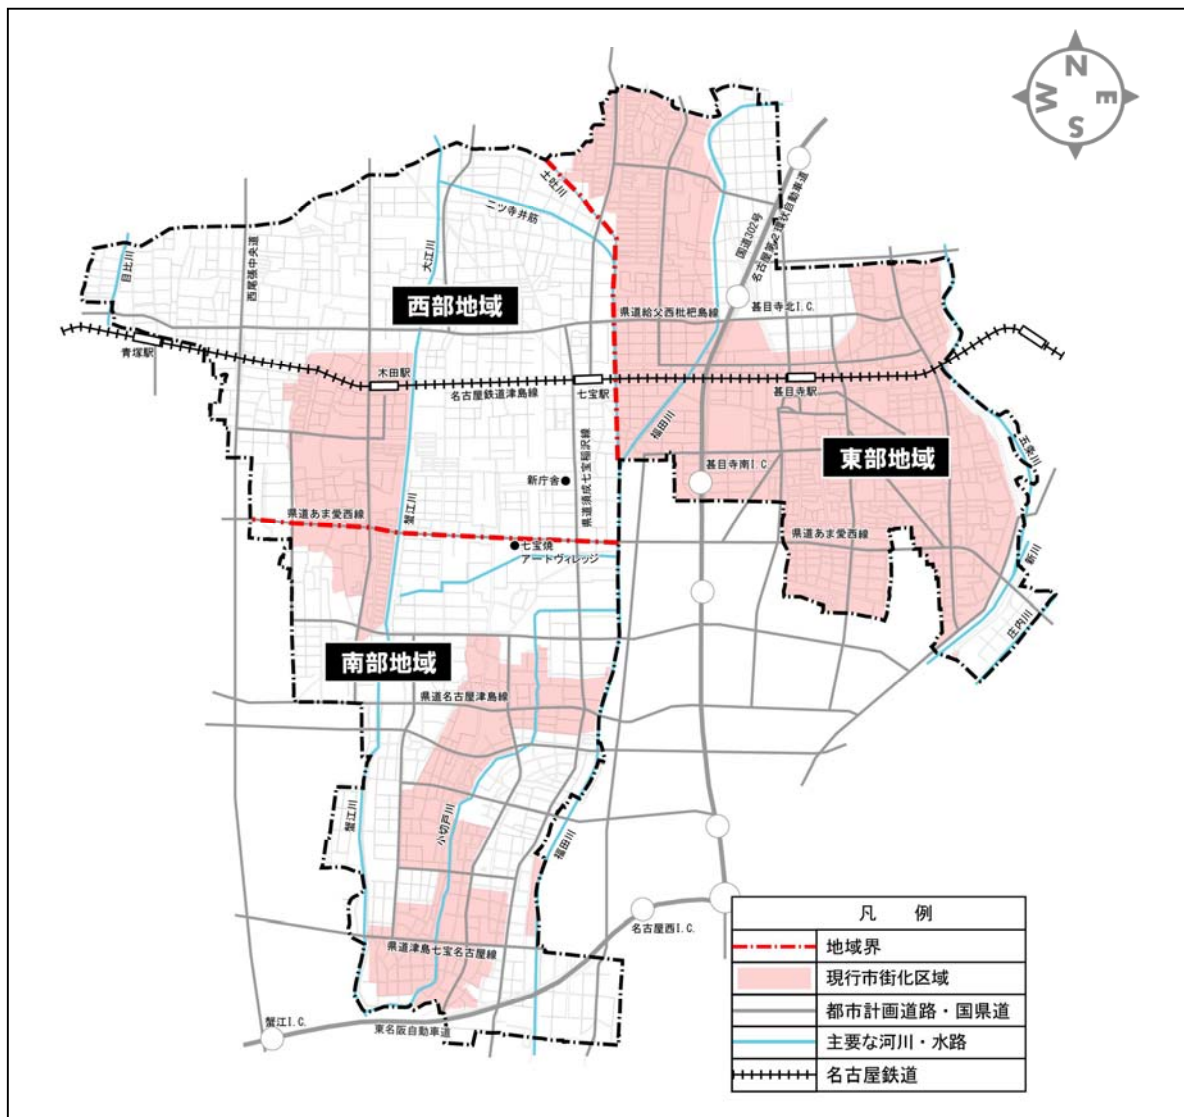 N
W
E
S
土吐川
二ツ寺井筋
国道302号
名古屋第2環状自動車道
目比川
西尾張中央道
大江川
西部地域
県道給父西枇杷島線
甚目寺北I.C.
青塚駅
木田駅
名古屋鉄道津島線
七宝駅
甚目寺駅
福田川
県道須成七宝稲沢線
東部地域
五条川
新庁舎
甚目寺南I.C
県道あま愛西線
蟹江川
県道あま愛西線
七宝焼
アートヴィレッジ
新川
庄内川
南部地域
県道名古屋津島線
蟹江川
小切戸川
福田川
県道津島七宝名古屋線
名古屋西I.C.
蟹江I.C.
東名阪自動車道
凡 例
地域界
現行市街化区域
都市計画道路・国県道
主要な河川・水路
名古屋鉄道